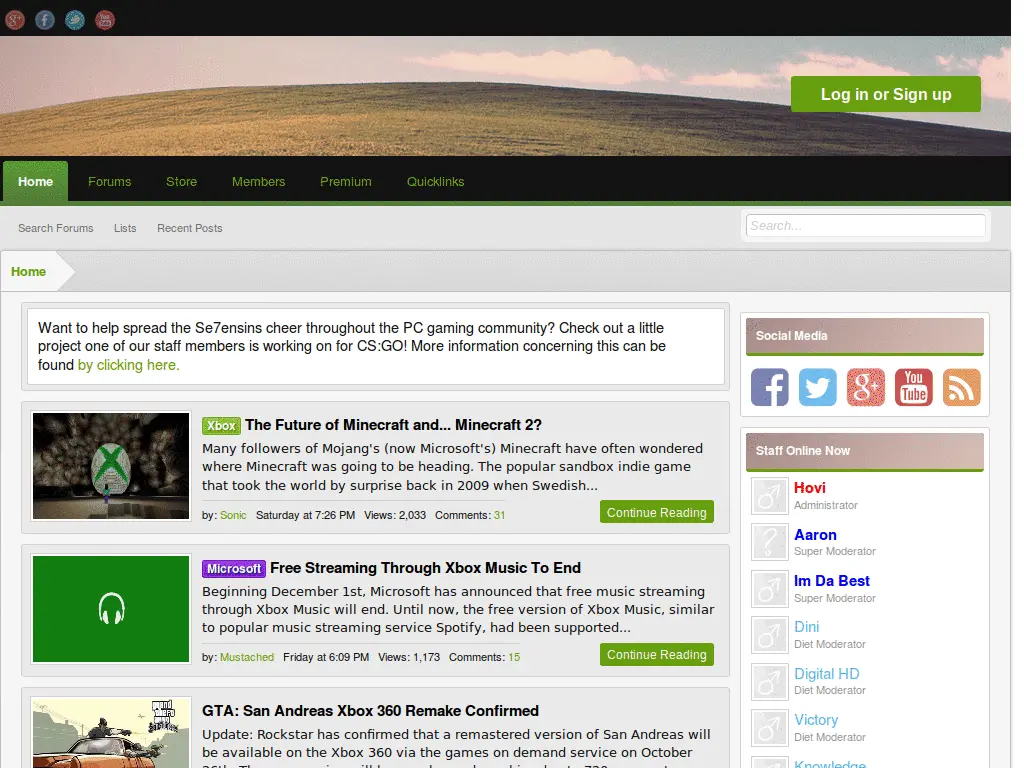 Log in or Sign up
Home Forums Store Members Premium Quicklinks
Search Forums Lists Recent Posts
Search...
Home
Want to help spread the Se7ensins cheer throughout the PC gaming community? Check out a little
project one of our staff members is working on for CS:GO! More information concerning this can be
found by clicking here.
Xbox The Future of Minecraft and... Minecraft 2?
Many followers of Mojang's (now Microsoft's) Minecraft have often wondered
where Minecraft was going to be heading. The popular sandbox indie game
that took the world by surprise back in 2009 when Swedish...
by: Sonic Saturday at 7:26 PM Views: 2,033 Comments: 31
Continue Reading
Microsoft Free Streaming Through Xbox Music To End
Beginning December 1st, Microsoft has announced that free music streaming
through Xbox Music will end. Until now, the free version of Xbox Music, similar
to popular music streaming service Spotify, had been supported...
by: Mustached Friday at 6:09 PM Views: 1,173 Comments: 15
Continue Reading
GTA: San Andreas Xbox 360 Remake Confirmed
Update: Rockstar has confirmed that a remastered version of San Andreas will
be available on the Xbox 360 via the games on demand service on October
Social Media
You
Tube
Staff Online Now
Hovi
Administrator
Aaron
Super Moderator
Im Da Best
Super Moderator
Dini
Diet Moderator
Digital HD
Diet Moderator
Victory
Diet Moderator
Knowledge